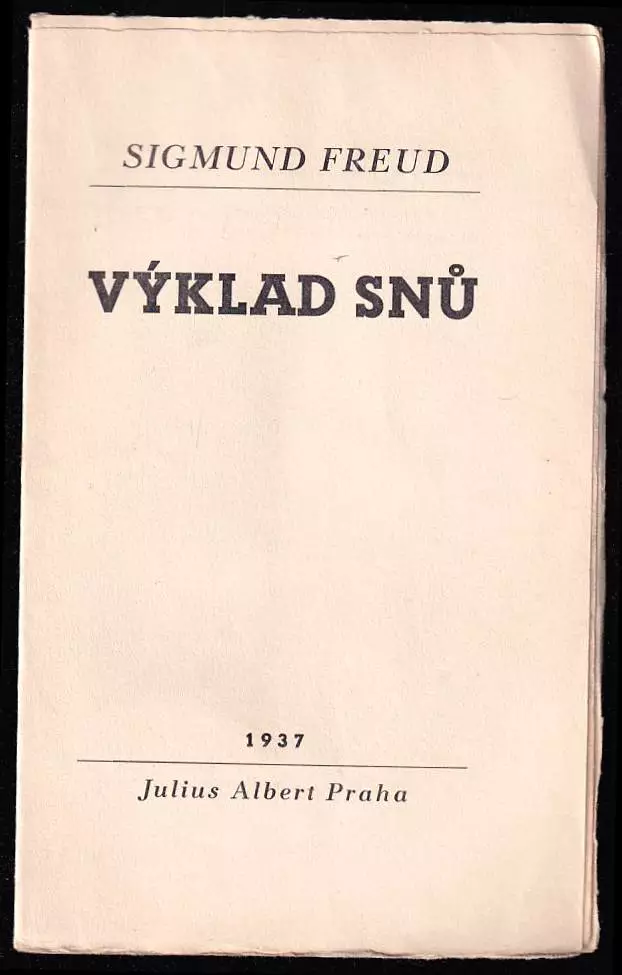 SIGMUND FREUD
VÝKLAD SNŮ
1937
Julius Albert Praha